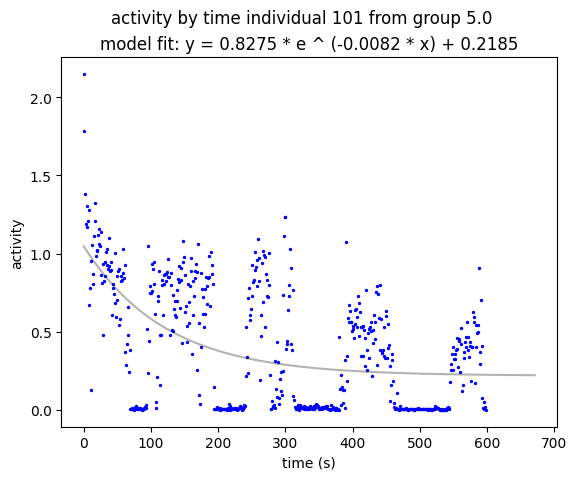 activity by time individual 101 from group 5.0
model fit: y = 0.8275 * e ^ (-0.0082 * x) + 0.2185
2.0
1.5
1.0
0.5
0.0
activity
0 100 200 300 400 500 600 700
time (s)